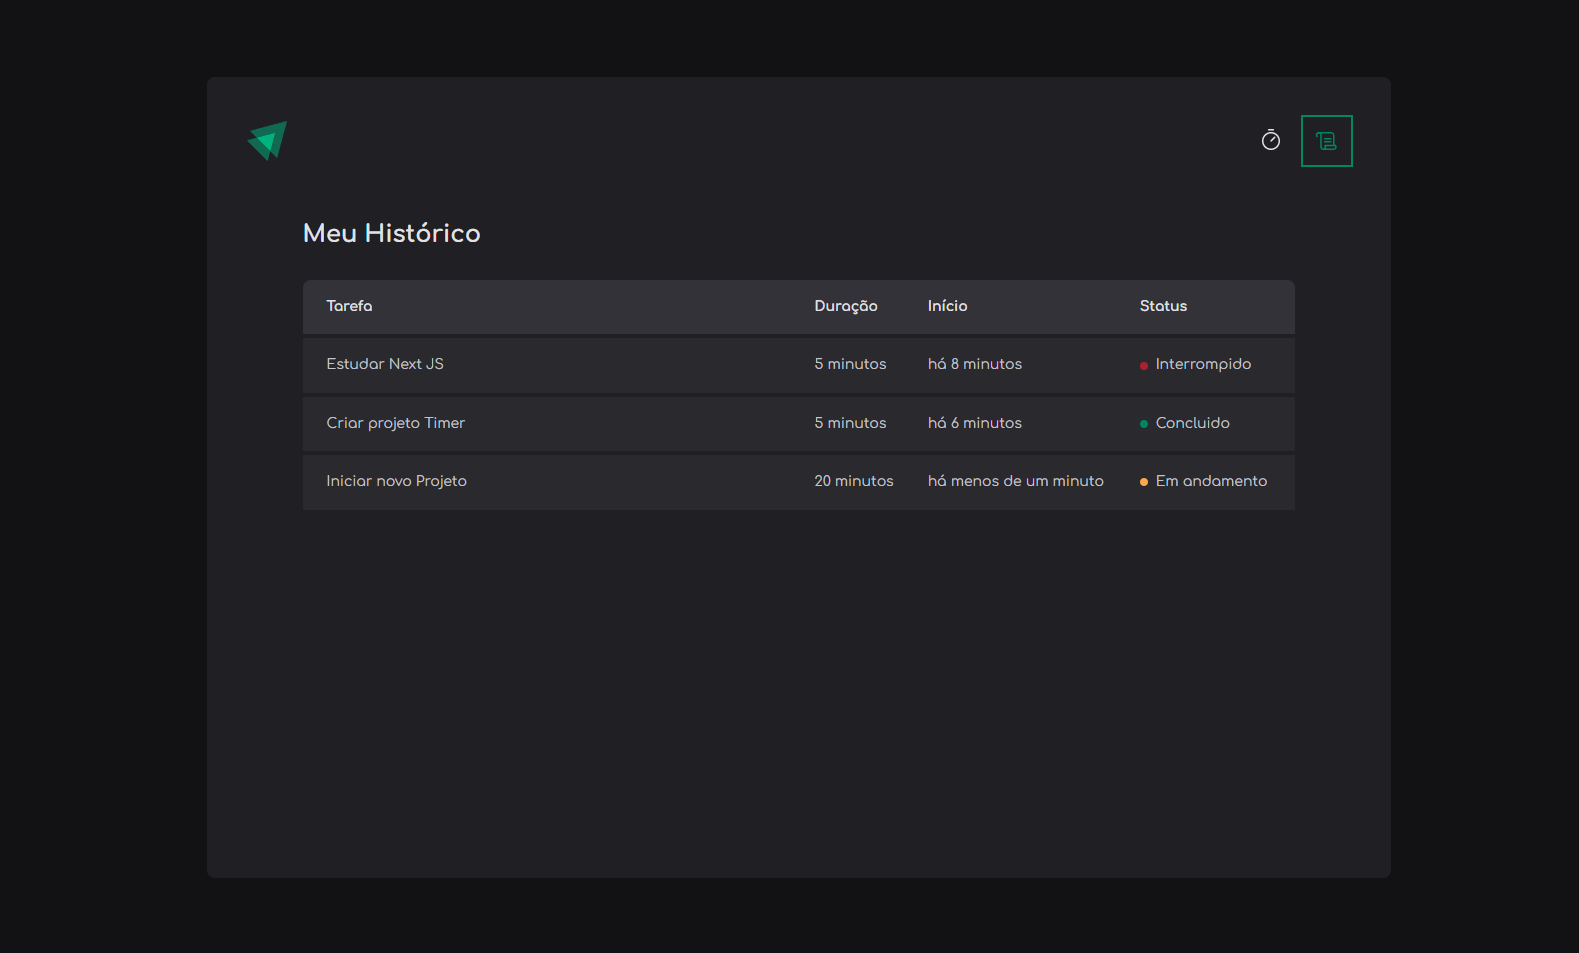 Meu Histórico
Tarefa Duração Início Status
Estudar Next JS 5 minutos há 8 minutos Interrompido
Criar projeto Timer 5 minutos há 6 minutos Concluido
Iniciar novo Projeto 20 minutos há menos de um minuto Em andamento